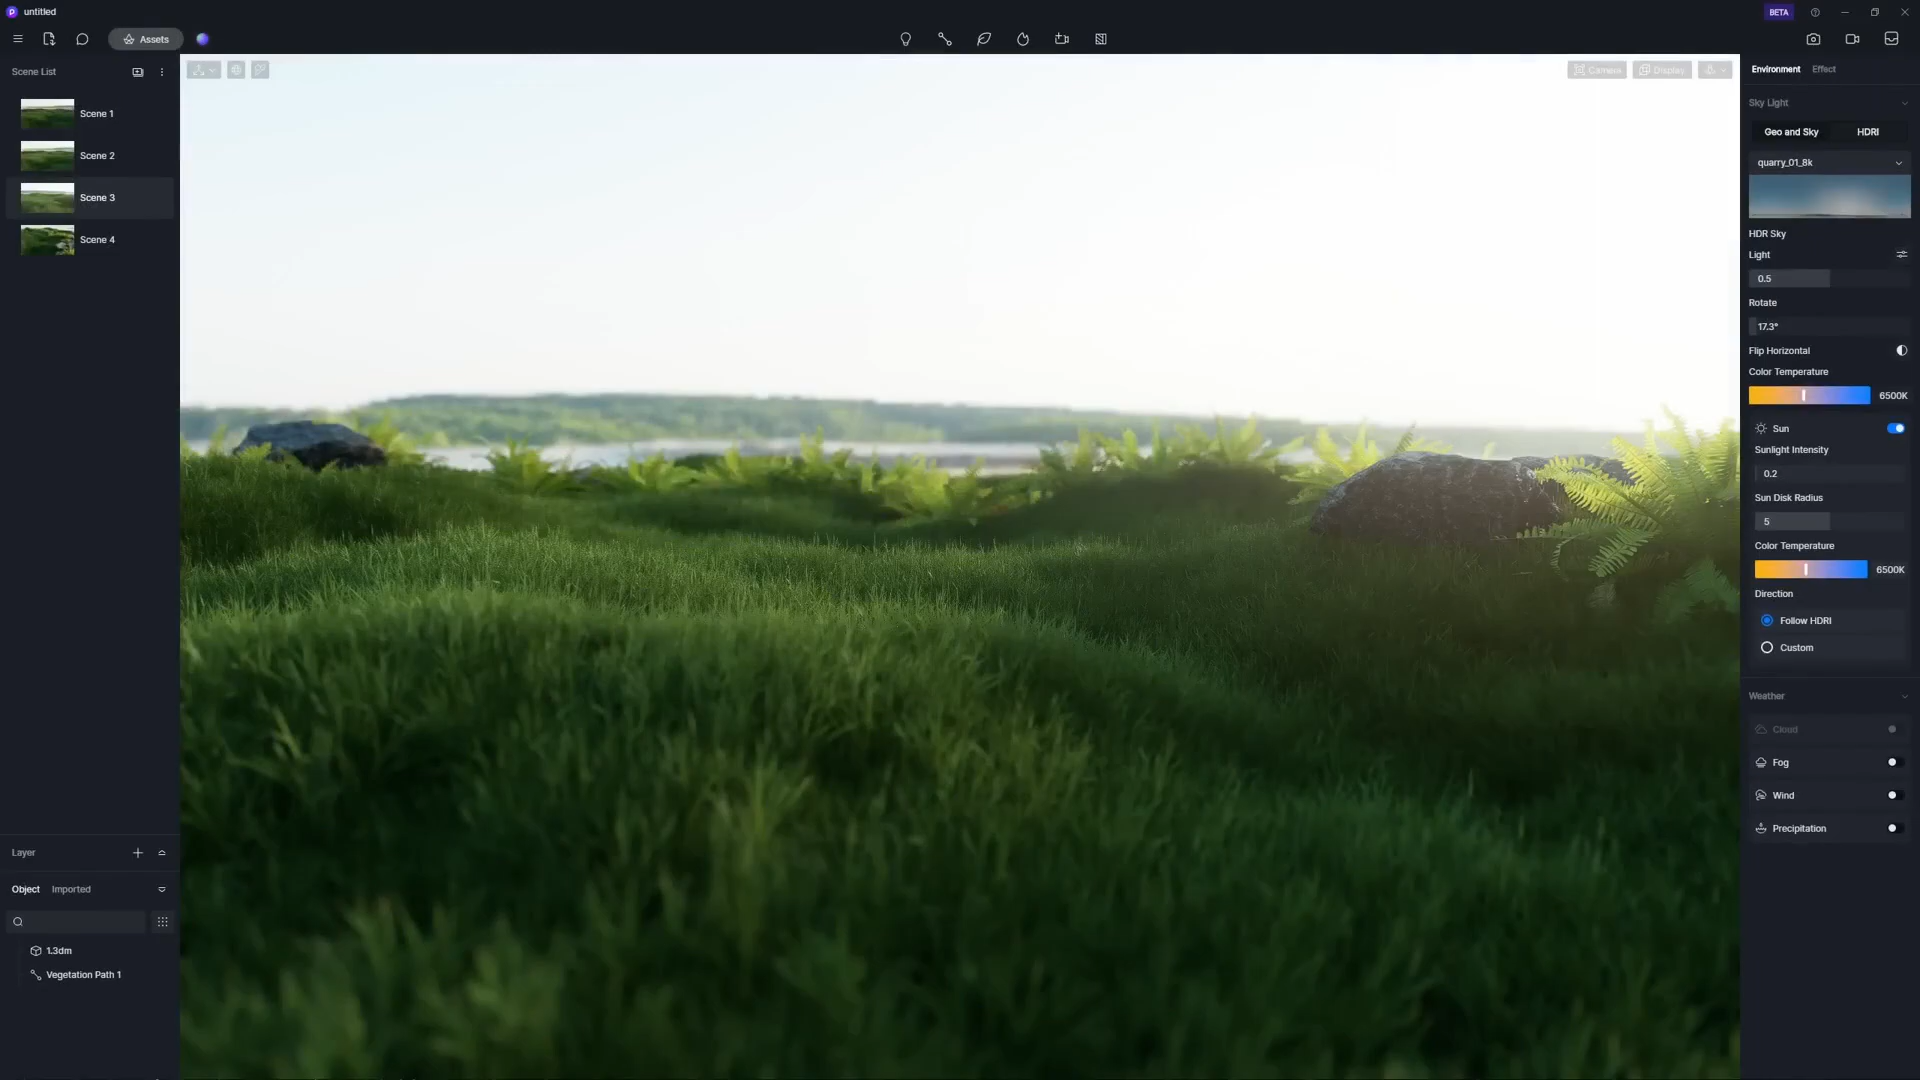 untitled
BETA
Assets
Scene List
Scene 1
Scene 2
Scene 3
Scene 4
Layer
Object Imported
1.3dm
Vegetation Path 1
Camera Display
Environment Effect
Sky Light
Geo and Sky HDRI
quarry_01_8k
HDR Sky
Light
0.5
Rotate
17.3°
Flip Horizontal
Color Temperature
6500K
Sun
Sunlight Intensity
0.2
Sun Disk Radius
5
Color Temperature
6500K
Direction
Follow HDRI
Custom
Weather
Cloud
Fog
Wind
Precipitation